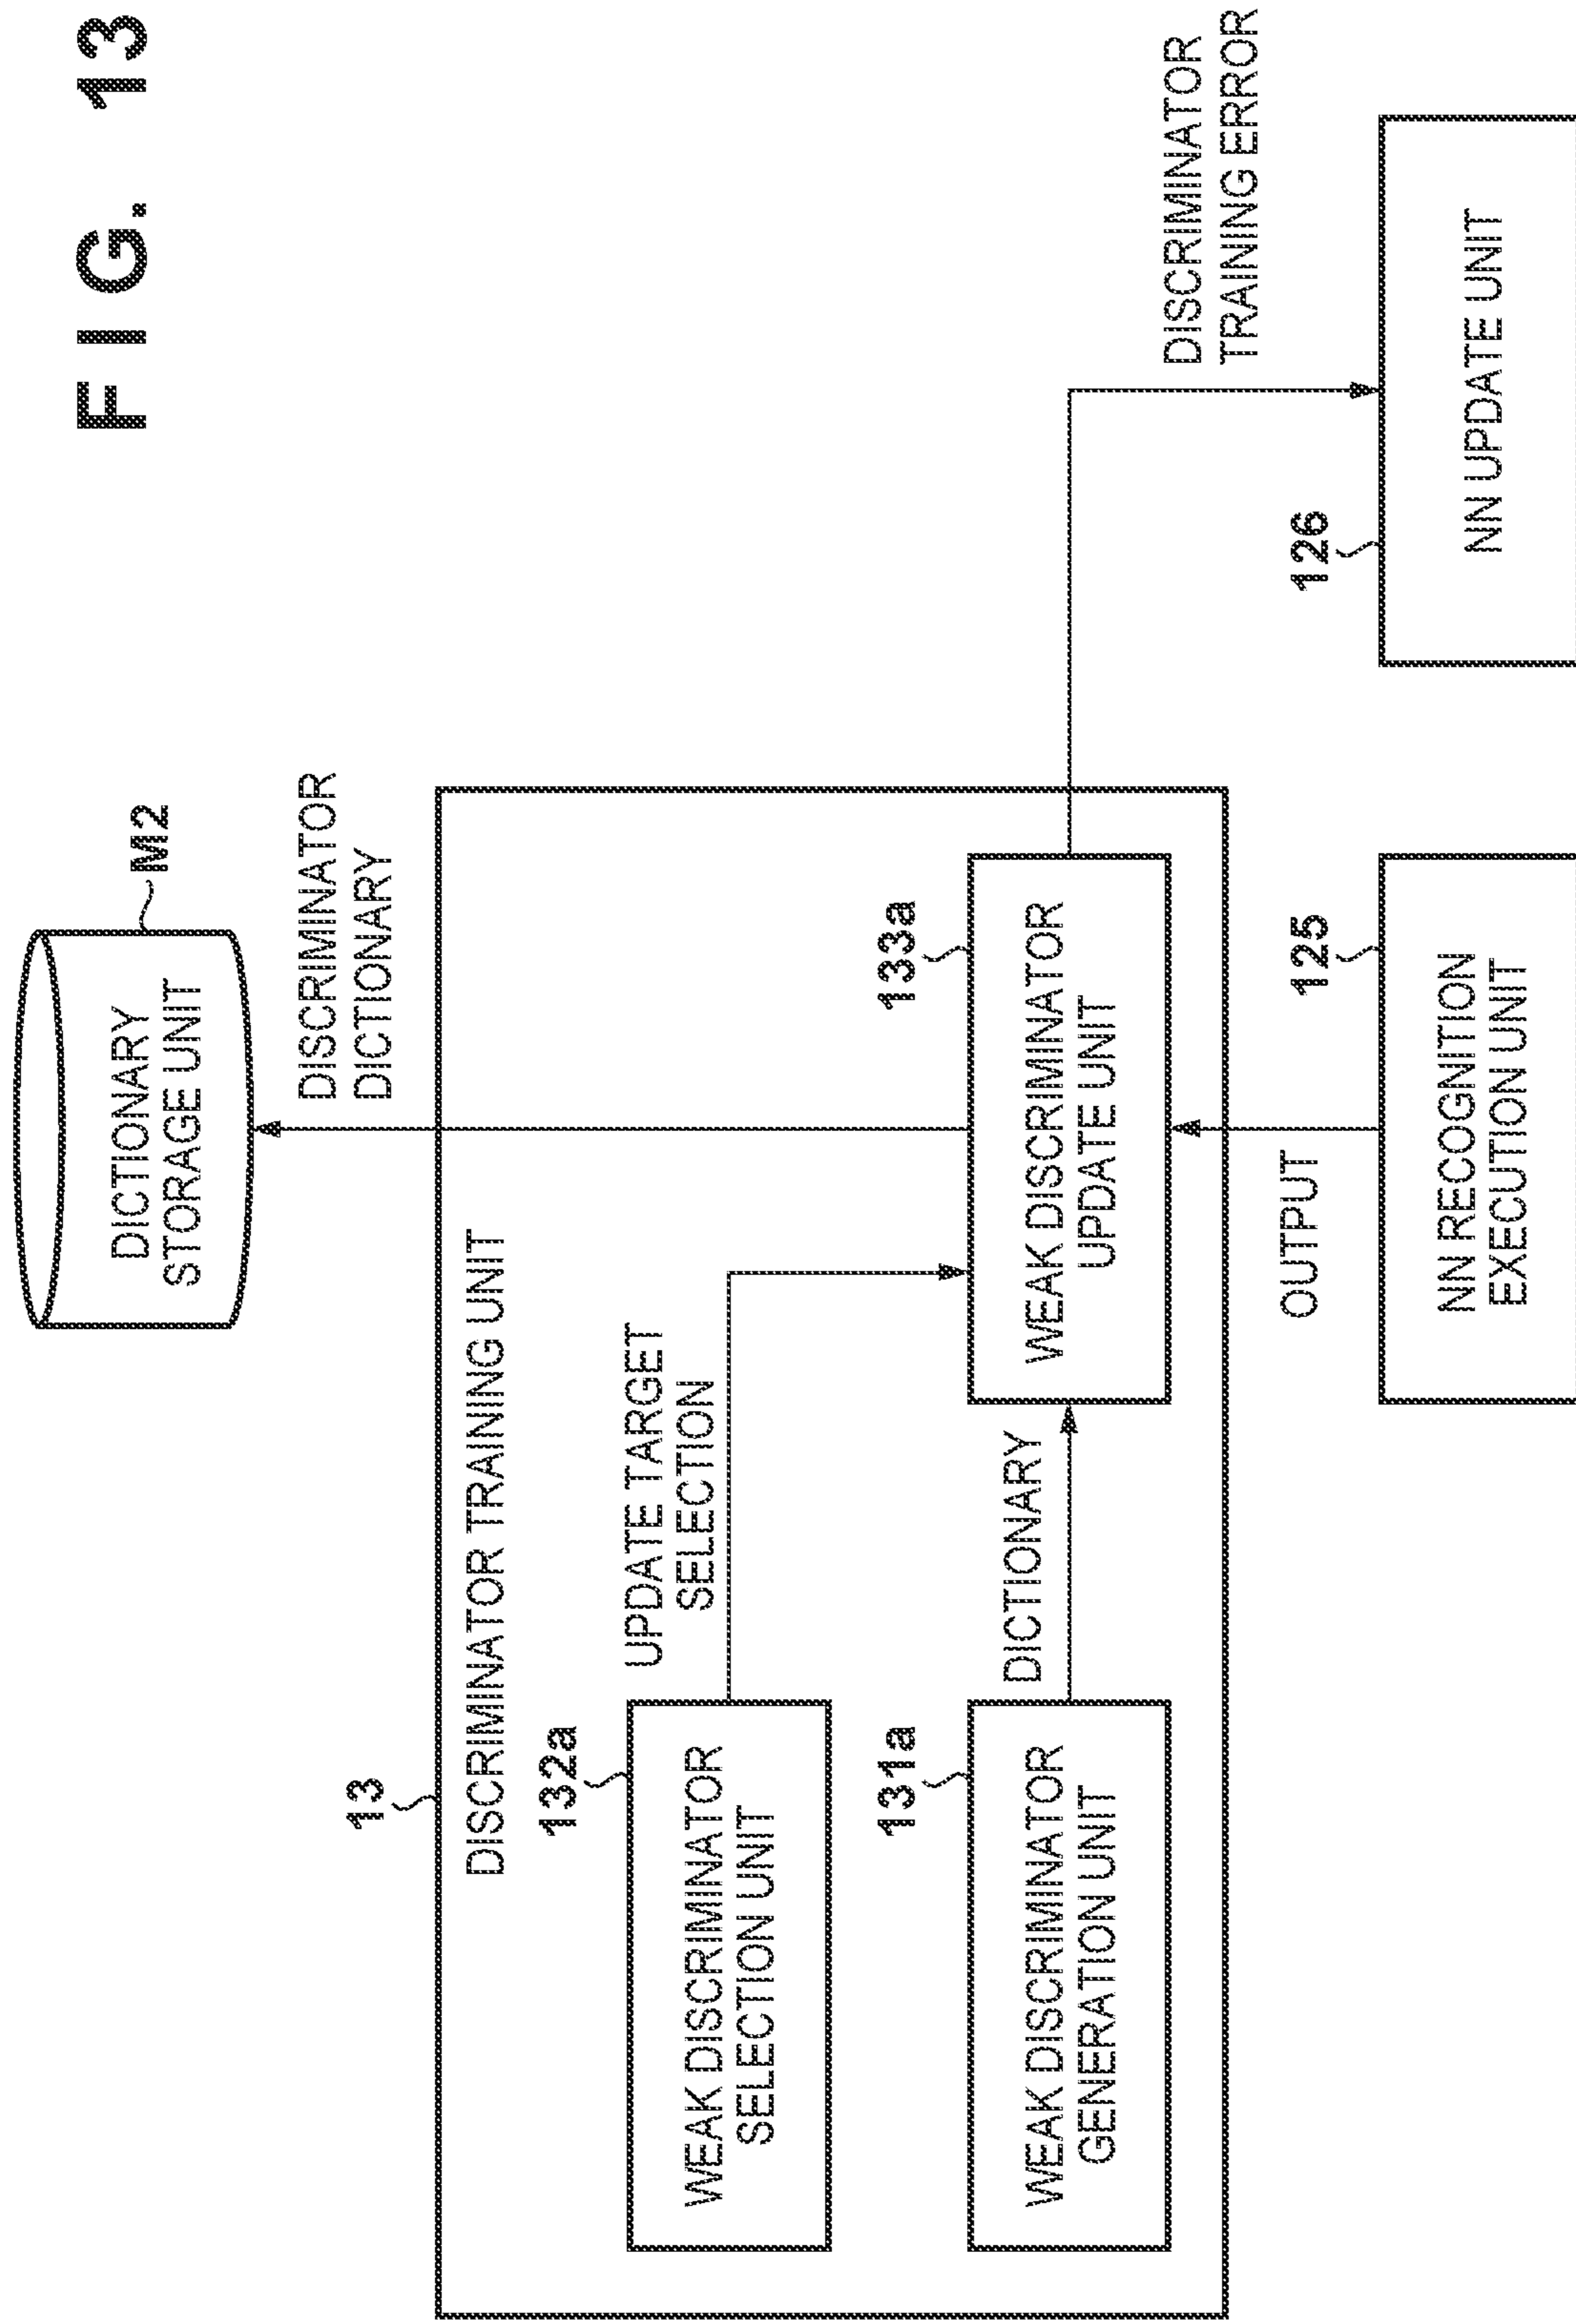 FIG. 13
M2
DICTIONARY
STORAGE UNIT
DISCRIMINATOR
DICTIONARY
13
DISCRIMINATOR TRAINING UNIT
132a
WEAK DISCRIMINATOR
SELECTION UNIT
UPDATE TARGET
SELECTION
131a
WEAK DISCRIMINATOR
GENERATION UNIT
DICTIONARY
133a
WEAK DISCRIMINATOR
UPDATE UNIT
DISCRIMINATOR
TRAINING ERROR
OUTPUT
125
NN RECOGNITION
EXECUTION UNIT
126
NN UPDATE UNIT